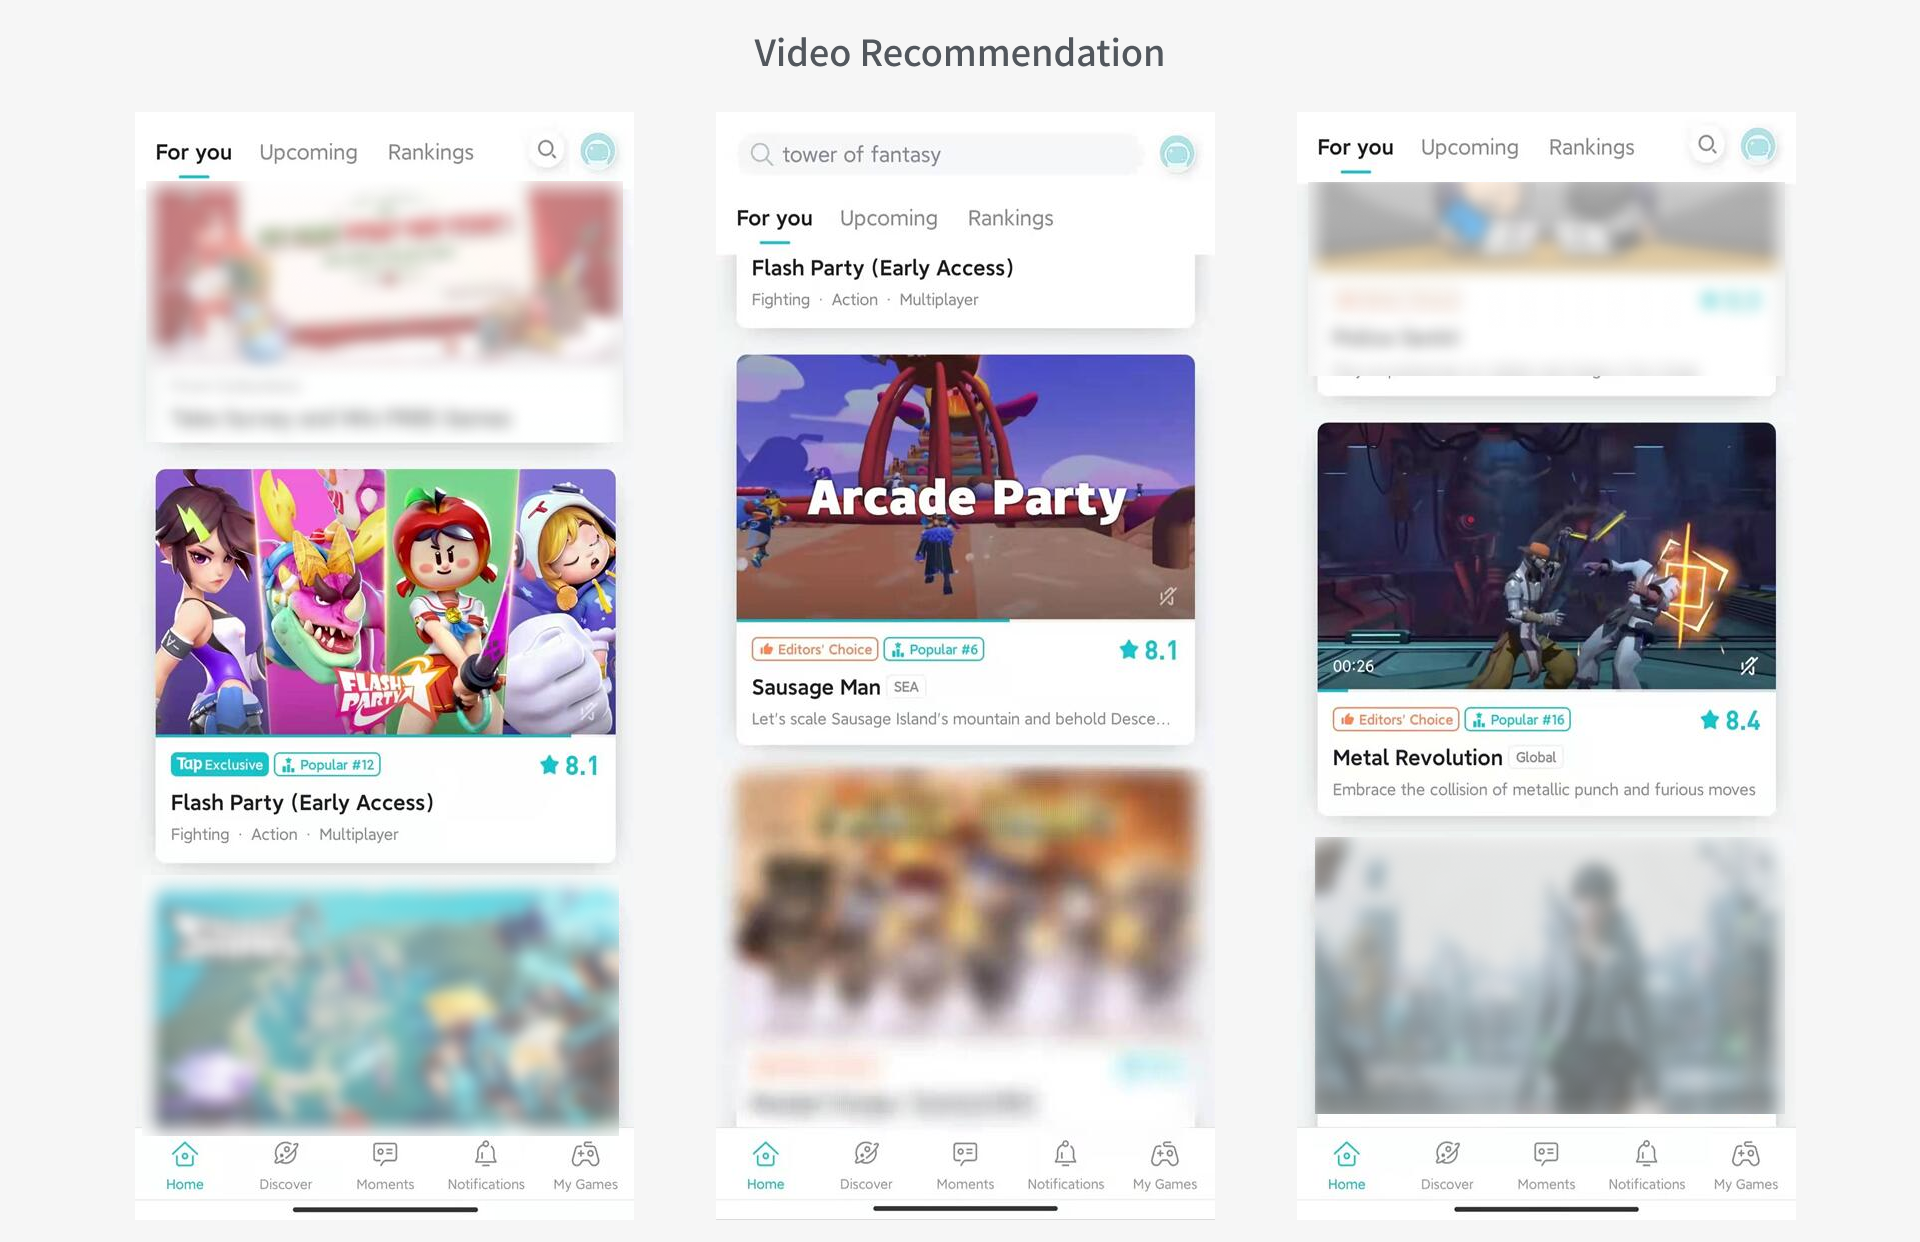 Video Recommendation
For you Upcoming Rankings
FLASH
PARTY
Tap Exclusive Popular #12 8.1
Flash Party (Early Access)
Fighting · Action · Multiplayer
Home Discover Moments Notifications My Games
tower of fantasy
For you Upcoming Rankings
Flash Party (Early Access)
Fighting · Action · Multiplayer
Arcade Party
Editors' Choice Popular #6 8.1
Sausage Man SEA
Let's scale Sausage Island's mountain and behold Desce...
Home Discover Moments Notifications My Games
For you Upcoming Rankings
00:26
Editors' Choice Popular #16 8.4
Metal Revolution Global
Embrace the collision of metallic punch and furious moves
Home Discover Moments Notifications My Games